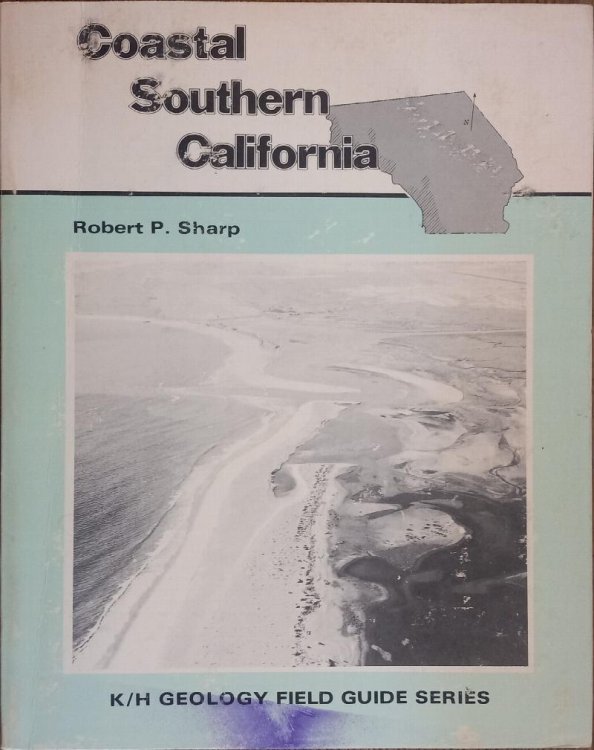 Coastal
Southern
California
N
Robert P. Sharp
K/H GEOLOGY FIELD GUIDE SERIES